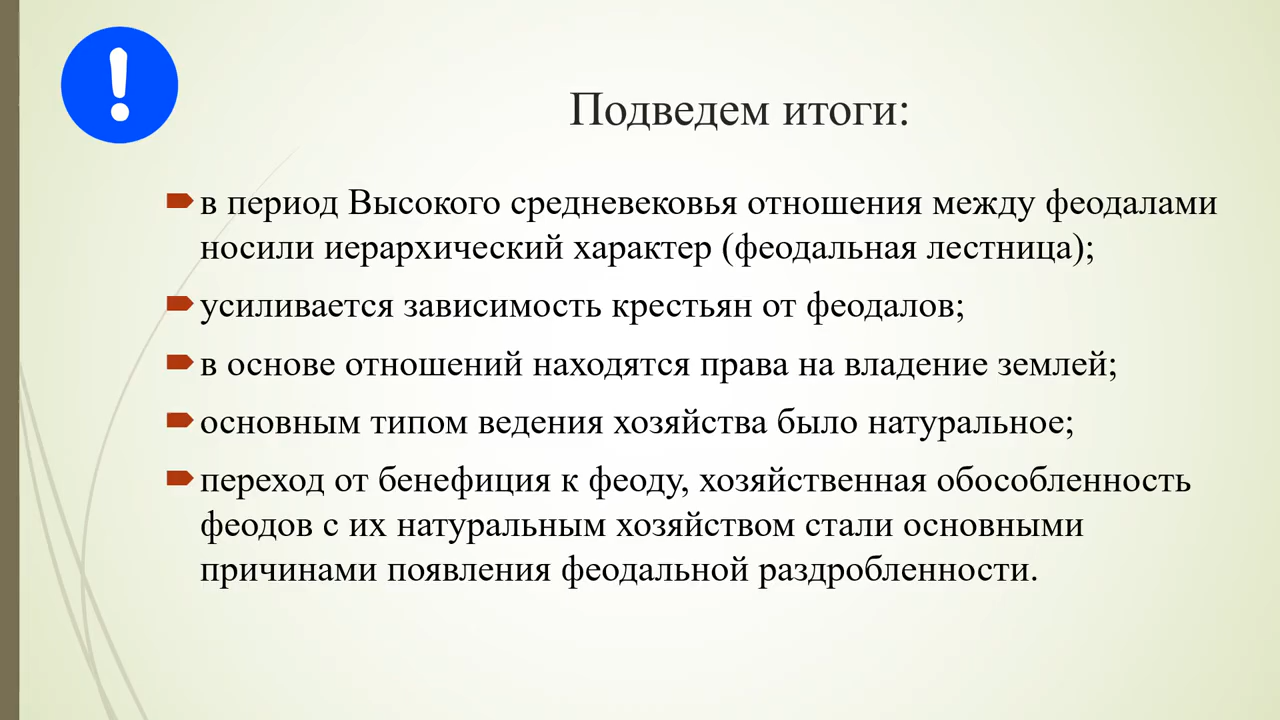 Подведем итоги:
в период Высокого средневековья отношения между феодалами
носили иерархический характер (феодальная лестница);
усиливается зависимость крестьян от феодалов;
в основе отношений находятся права на владение землей;
основным типом ведения хозяйства было натуральное;
переход от бенефиция к феоду, хозяйственная обособленность
феодов с их натуральным хозяйством стали основными
причинами появления феодальной раздробленности.